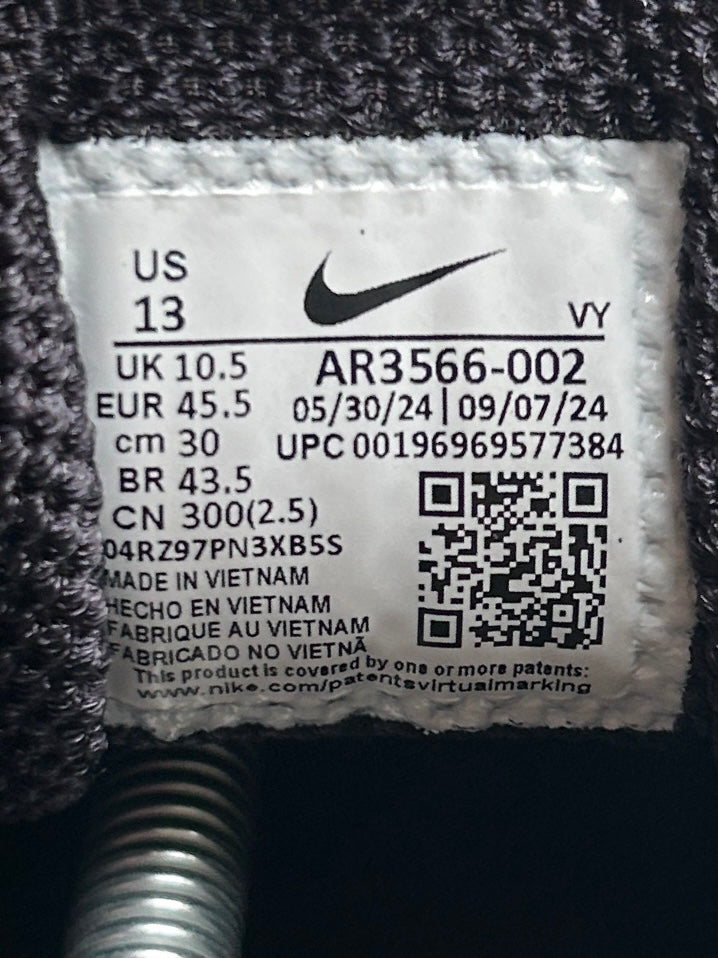 US
13
VY
UK 10.5
AR3566-002
EUR 45.5
05/30/24 | 09/07/24
cm 30
UPC 00196969577384
BR 43.5
CN 300(2.5)
04RZ97PN3XB5S
MADE IN VIETNAM
HECHO EN VIETNAM
FABRIQUE AU VIETNAM
FABRICADO NO VIETNÃ
This product is covered by one or more patents:
www.nike.com/patentsvirtualmarking